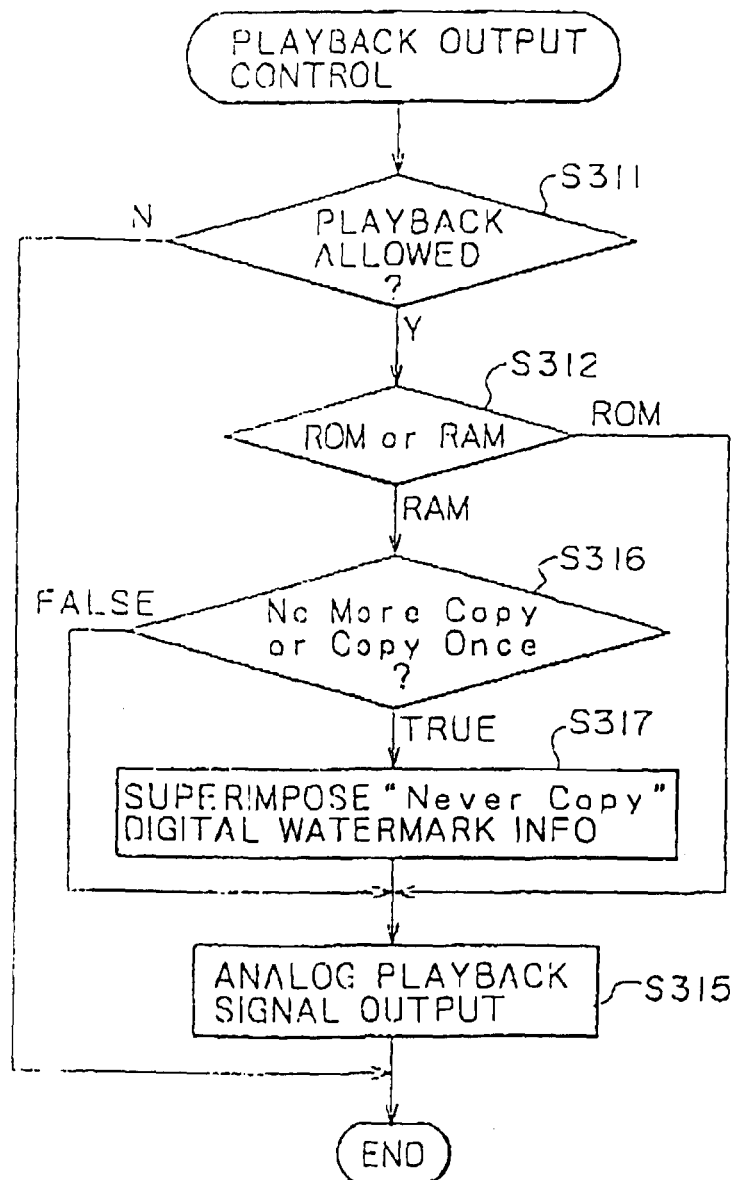 PLAYBACK OUTPUT
CONTROL
S311
N
PLAYBACK
ALLOWED
?
Y
S312
ROM or RAM
ROM
RAM
S316
FALSE
No More Copy
or Copy Once
?
TRUE
S317
SUPERIMPOSE "Never Copy"
DIGITAL WATERMARK INFO
ANALOG PLAYBACK
SIGNAL OUTPUT
S315
END